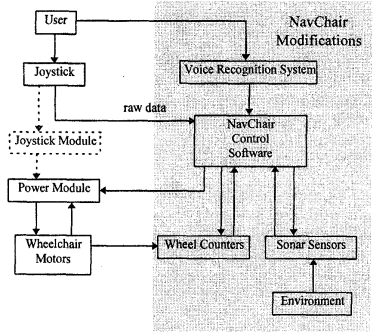 User
NavChair
Modifications
Joystick
Voice Recognition System
raw data
NavChair
Control
Software
Joystick Module
Power Module
Wheelchair
Motors
Wheel Counters
Sonar Sensors
Environment